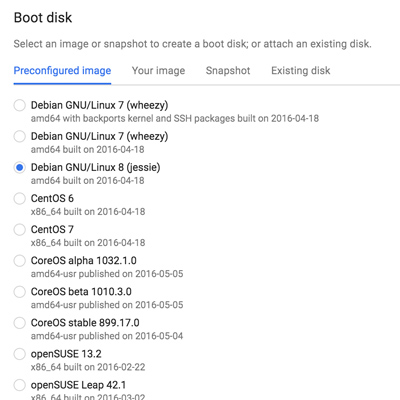 Boot disk
Select an image or snapshot to create a boot disk; or attach an existing disk.
Preconfigured image Your image Snapshot Existing disk
Debian GNU/Linux 7 (wheezy)
amd64 with backports kernel and SSH packages built on 2016-04-18
Debian GNU/Linux 7 (wheezy)
amd64 built on 2016-04-18
Debian GNU/Linux 8 (jessie)
amd64 built on 2016-04-18
CentOS 6
x86_64 built on 2016-04-18
CentOS 7
x86_64 built on 2016-04-18
CoreOS alpha 1032.1.0
amd64-usr published on 2016-05-05
CoreOS beta 1010.3.0
amd64-usr published on 2016-05-05
CoreOS stable 899.17.0
amd64-usr published on 2016-05-04
openSUSE 13.2
x86_64 built on 2016-02-22
openSUSE Leap 42.1
x86_64 built on 2016-03-02